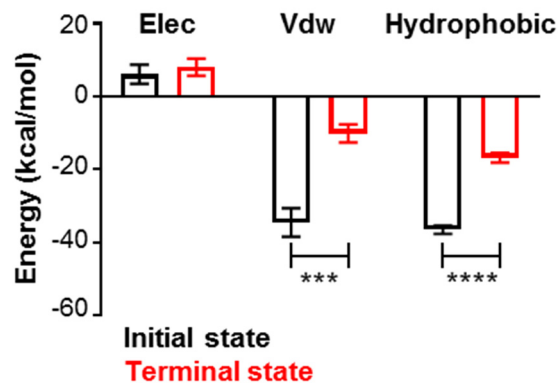 Elec Vdw Hydrophobic
Energy (kcal/mol)
20
0
-20
-40
-60
*** ****
Initial state
Terminal state